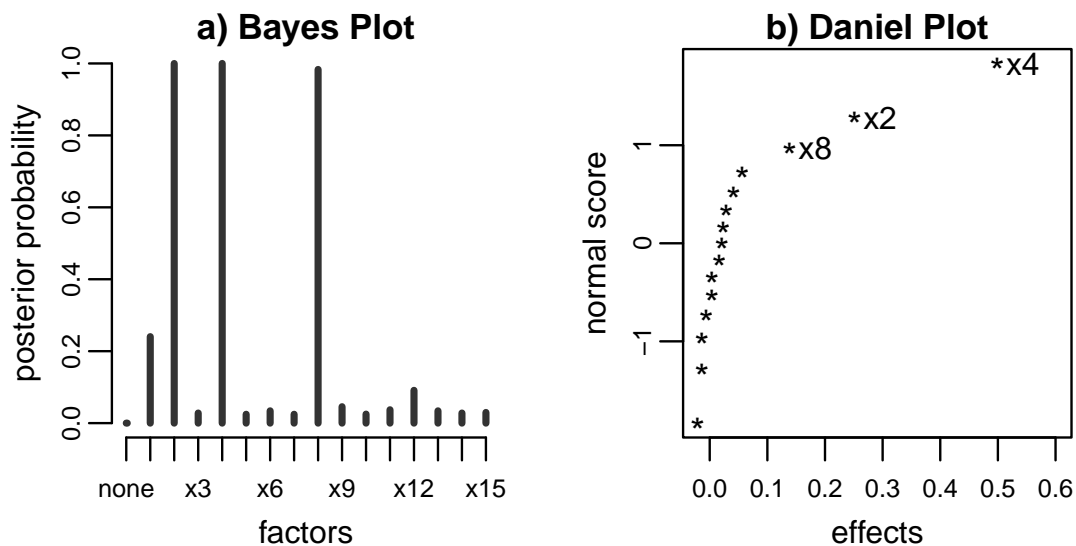 a) Bayes Plot
posterior probability
1.0
0.8
0.6
0.4
0.2
0.0
none x3 x6 x9 x12 x15
factors
b) Daniel Plot
normal score
1
0
−1
*x4
*x2
*x8
0.0 0.1 0.2 0.3 0.4 0.5 0.6
effects